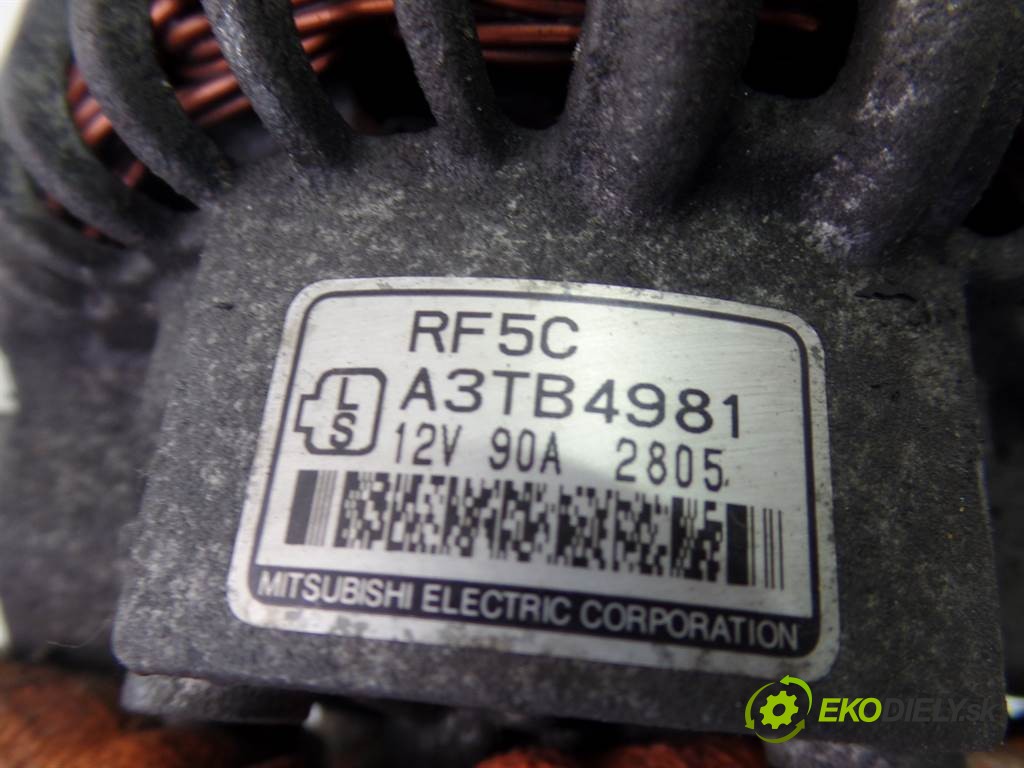 RF5C
A3TB4981
L
S
12V 90A 2805
MITSUBISHI ELECTRIC CORPORATION
EKODIELY.sk